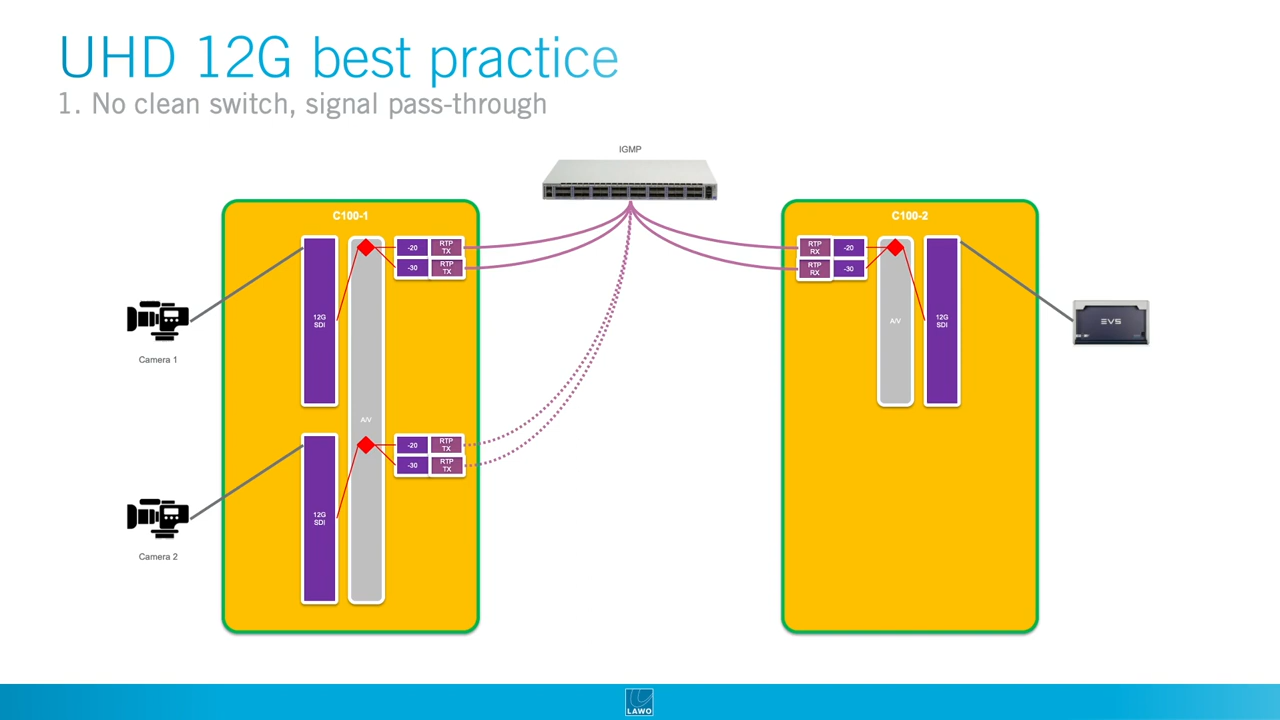 UHD 12G best practice
1. No clean switch, signal pass-through
IGMP
C100-1
C100-2
-20
RTP
TX
-30
RTP
TX
RTP
RX
-20
RTP
RX
-30
12G
SDI
A/V
12G
SDI
EVS
Camera 1
A/V
-20
RTP
TX
-30
RTP
TX
12G
SDI
Camera 2
LAWO